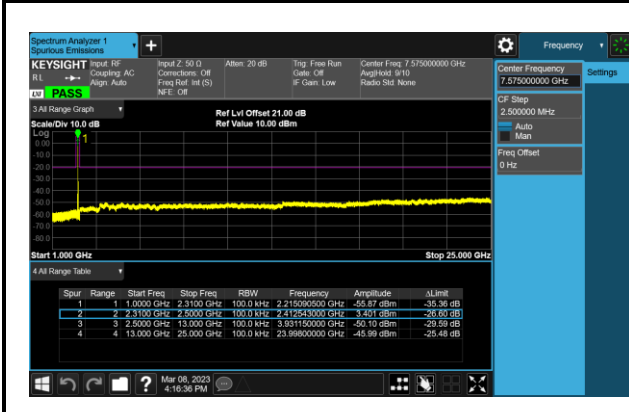 Spectrum Analyzer 1
Spurious Emissions
Frequency
KEYSIGHT
RL
PASS
Input: RF
Coupling: AC
Align: Auto
Input Z: 50 Ω
Corrections: Off
Freq Ref: Int (S)
NFE: Off
Atten: 20 dB
Trig: Free Run
Gate: Off
IF Gain: Low
Center Freq: 7.575000000 GHz
Avg|Hold: 9/10
Radio Std: None
Center Frequency
7.575000000 GHz
Settings
CF Step
2.500000 MHz
Auto
Man
Freq Offset
0 Hz
3 All Range Graph
Scale/Div 10.0 dB
Ref Lvl Offset 21.00 dB
Ref Value 10.00 dBm
Log
1
0.00
-10.0
-20.0
-30.0
-40.0
-50.0
-60.0
-70.0
-80.0
Start 1.000 GHz
Stop 25.000 GHz
4 All Range Table
Spur Range Start Freq Stop Freq RBW Frequency Amplitude ΔLimit
1 1 1.0000 GHz 2.3100 GHz 100.0 kHz 2.215090500 GHz -55.87 dBm -35.36 dB
2 2 2.3100 GHz 2.5000 GHz 100.0 kHz 2.412543000 GHz 3.401 dBm -26.60 dB
3 3 2.5000 GHz 13.000 GHz 100.0 kHz 3.931150000 GHz -50.10 dBm -29.59 dB
4 4 13.000 GHz 25.000 GHz 100.0 kHz 23.99800000 GHz -45.99 dBm -25.48 dB
Mar 08, 2023
4:16:36 PM